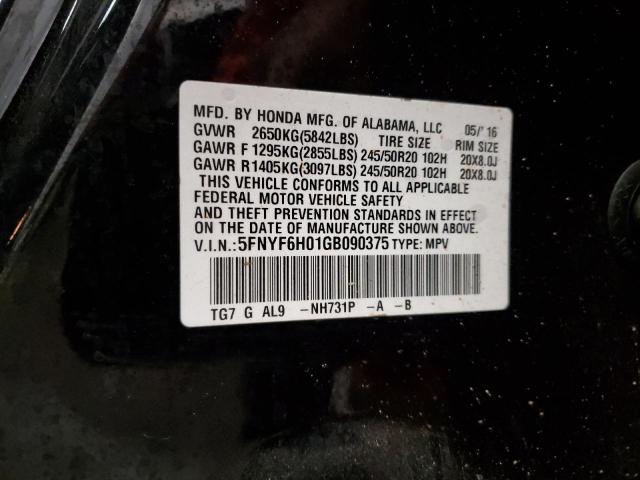 MFD. BY HONDA MFG. OF ALABAMA, LLC 05/'16
GVWR 2650KG(5842LBS) TIRE SIZE RIM SIZE
GAWR F 1295KG(2855LBS) 245/50R20 102H 20X8.0J
GAWR R1405KG(3097LBS) 245/50R20 102H 20X8.0J
THIS VEHICLE CONFORMS TO ALL APPLICABLE
FEDERAL MOTOR VEHICLE SAFETY
AND THEFT PREVENTION STANDARDS IN EFFECT
ON THE DATE OF MANUFACTURE SHOWN ABOVE.
V.I.N.: 5FNYF6H01GB090375 TYPE: MPV
TG7 G AL9 -NH731P -A -B